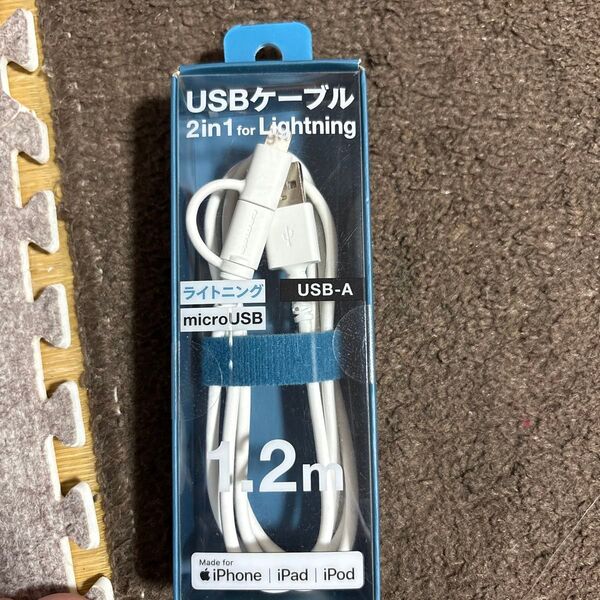 USBケーブル
2in1 for Lightning
ライトニング
microUSB
USB-A
1.2m
Made for
iPhone | iPad | iPod